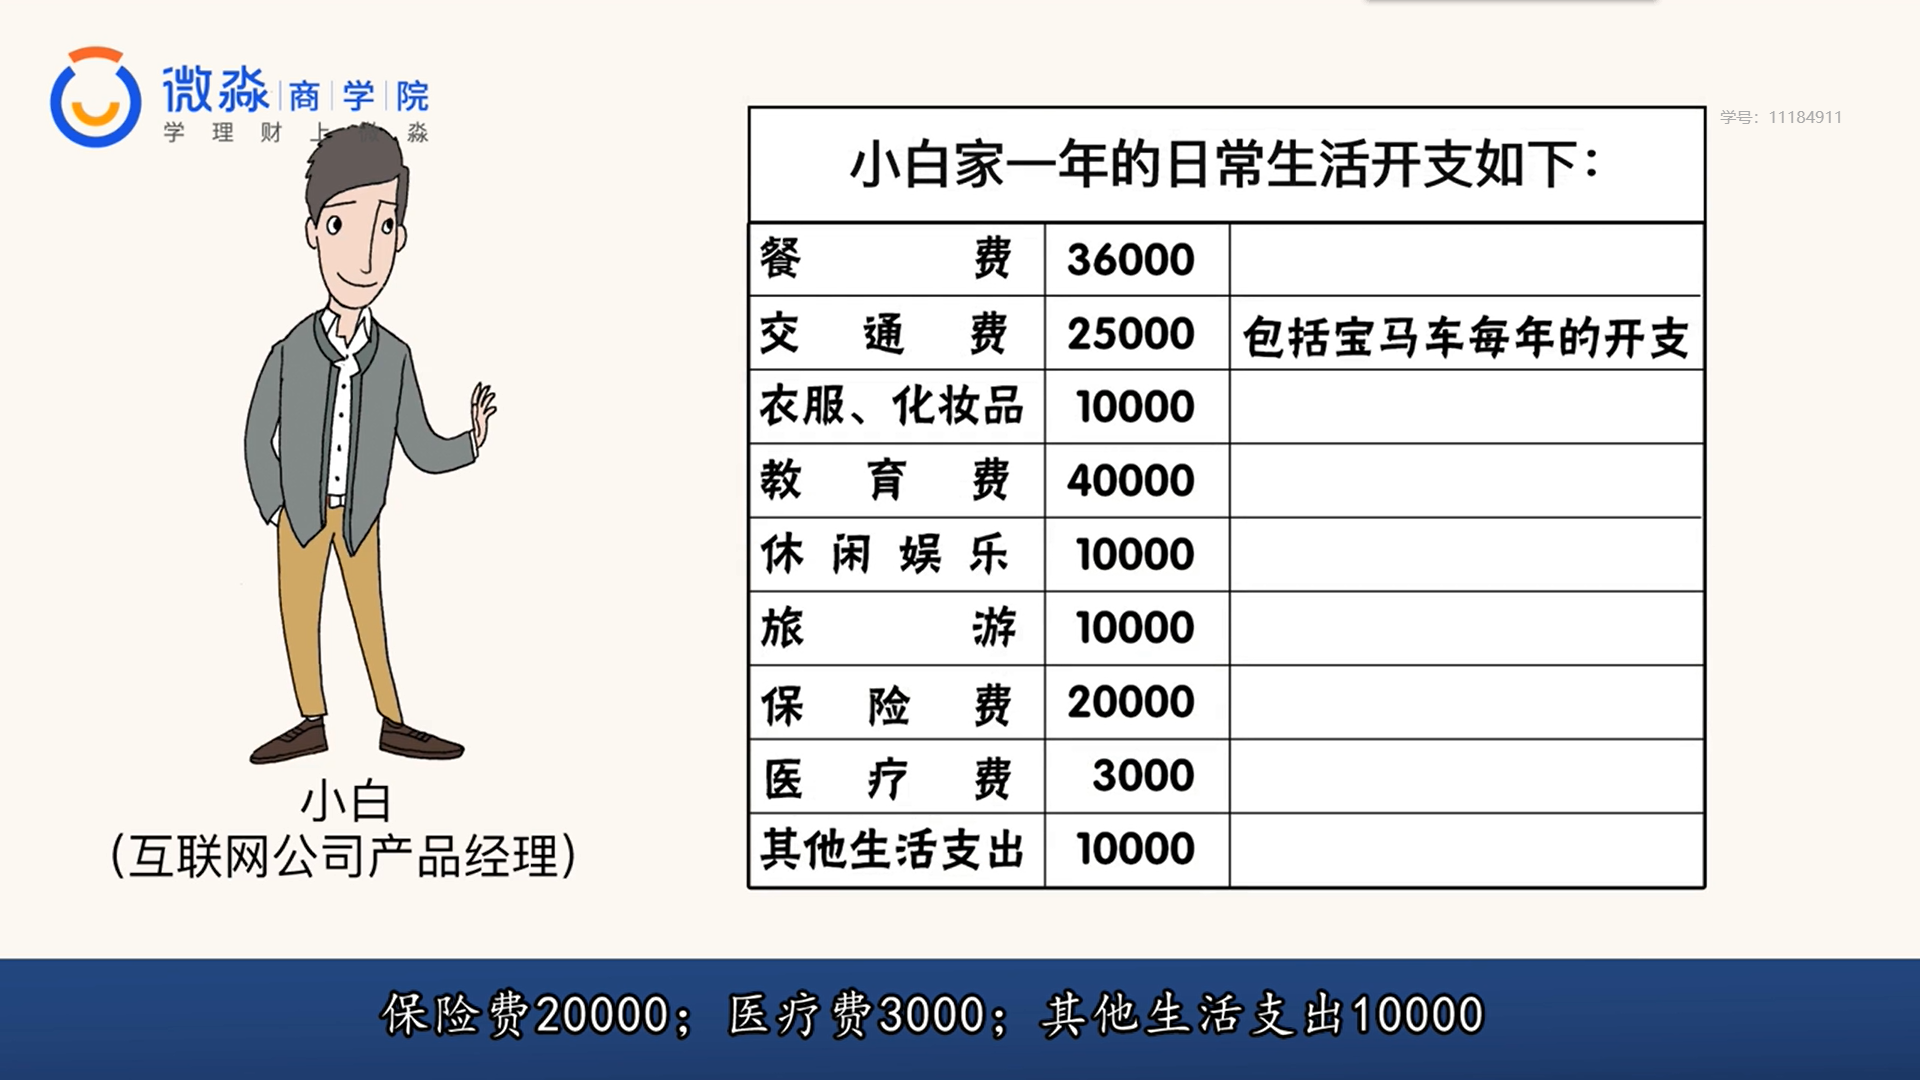 微淼商学院
学理财上微淼
学号：11184911
小白家一年的日常生活开支如下：
餐费 36000
交通费 25000 包括宝马车每年的开支
衣服、化妆品 10000
教育费 40000
休闲娱乐 10000
旅游 10000
保险费 20000
医疗费 3000
其他生活支出 10000
小白
（互联网公司产品经理）
保险费20000；医疗费3000；其他生活支出10000